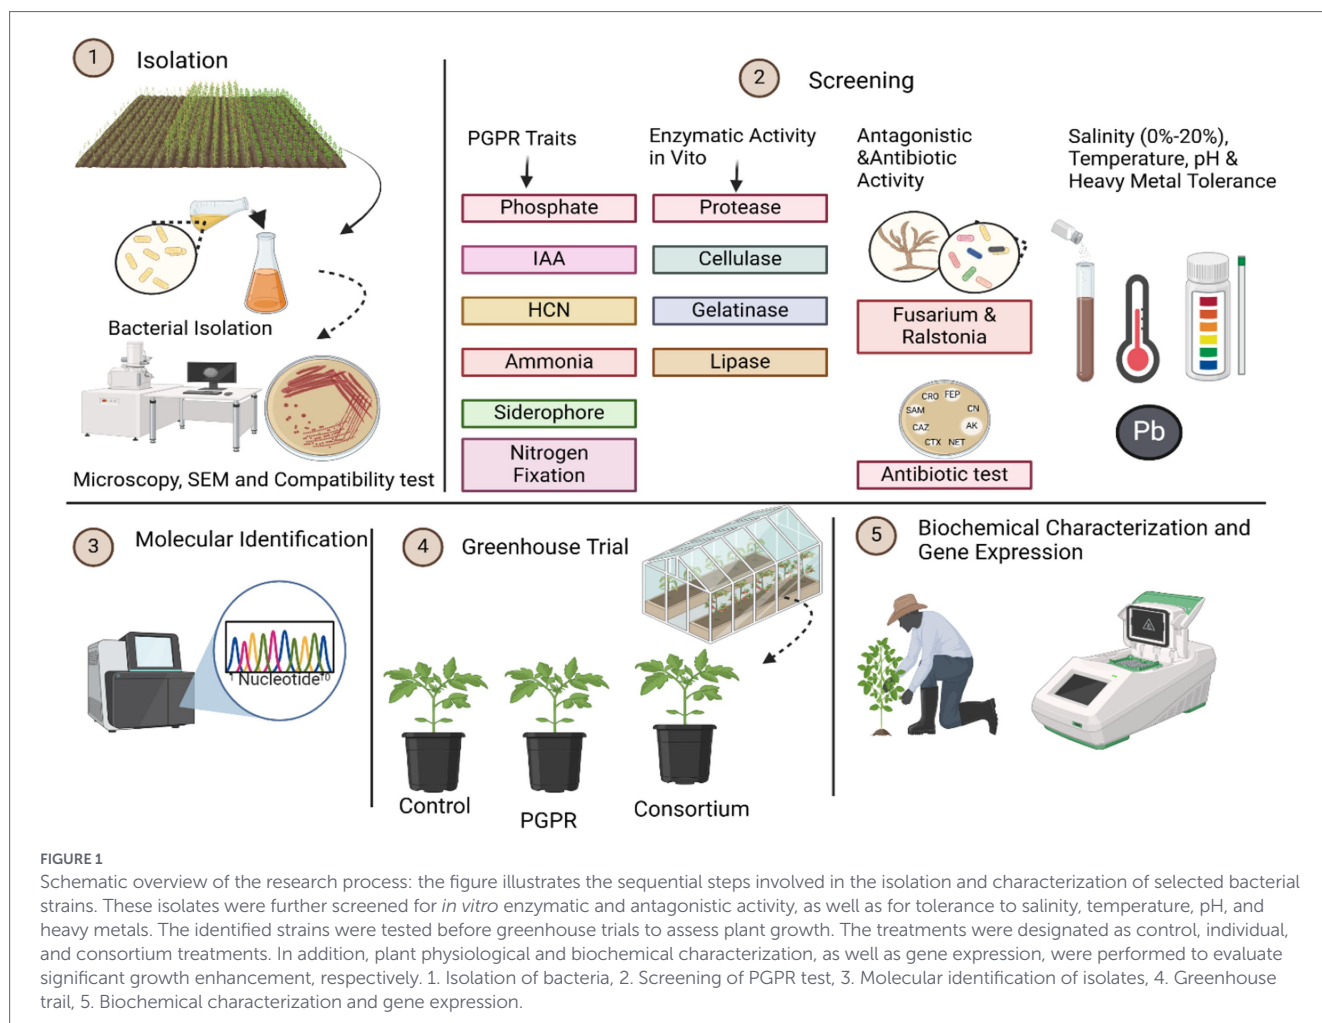 1
Isolation
Bacterial Isolation
Microscopy, SEM and Compatibility test
2
Screening
PGPR Traits
Phosphate
IAA
HCN
Ammonia
Siderophore
Nitrogen
Fixation
Enzymatic Activity
in Vito
Protease
Cellulase
Gelatinase
Lipase
Antagonistic
&Antibiotic
Activity
Fusarium &
Ralstonia
CRO FEP
SAM CN
CAZ AK
CTX NET
Antibiotic test
Salinity (0%-20%),
Temperature, pH &
Heavy Metal Tolerance
Pb
3
Molecular Identification
1 Nucleotide 10
4
Greenhouse Trial
Control
PGPR
Consortium
5
Biochemical Characterization and
Gene Expression
FIGURE 1
Schematic overview of the research process: the figure illustrates the sequential steps involved in the isolation and characterization of selected bacterial
strains. These isolates were further screened for in vitro enzymatic and antagonistic activity, as well as for tolerance to salinity, temperature, pH, and
heavy metals. The identified strains were tested before greenhouse trials to assess plant growth. The treatments were designated as control, individual,
and consortium treatments. In addition, plant physiological and biochemical characterization, as well as gene expression, were performed to evaluate
significant growth enhancement, respectively. 1. Isolation of bacteria, 2. Screening of PGPR test, 3. Molecular identification of isolates, 4. Greenhouse
trail, 5. Biochemical characterization and gene expression.